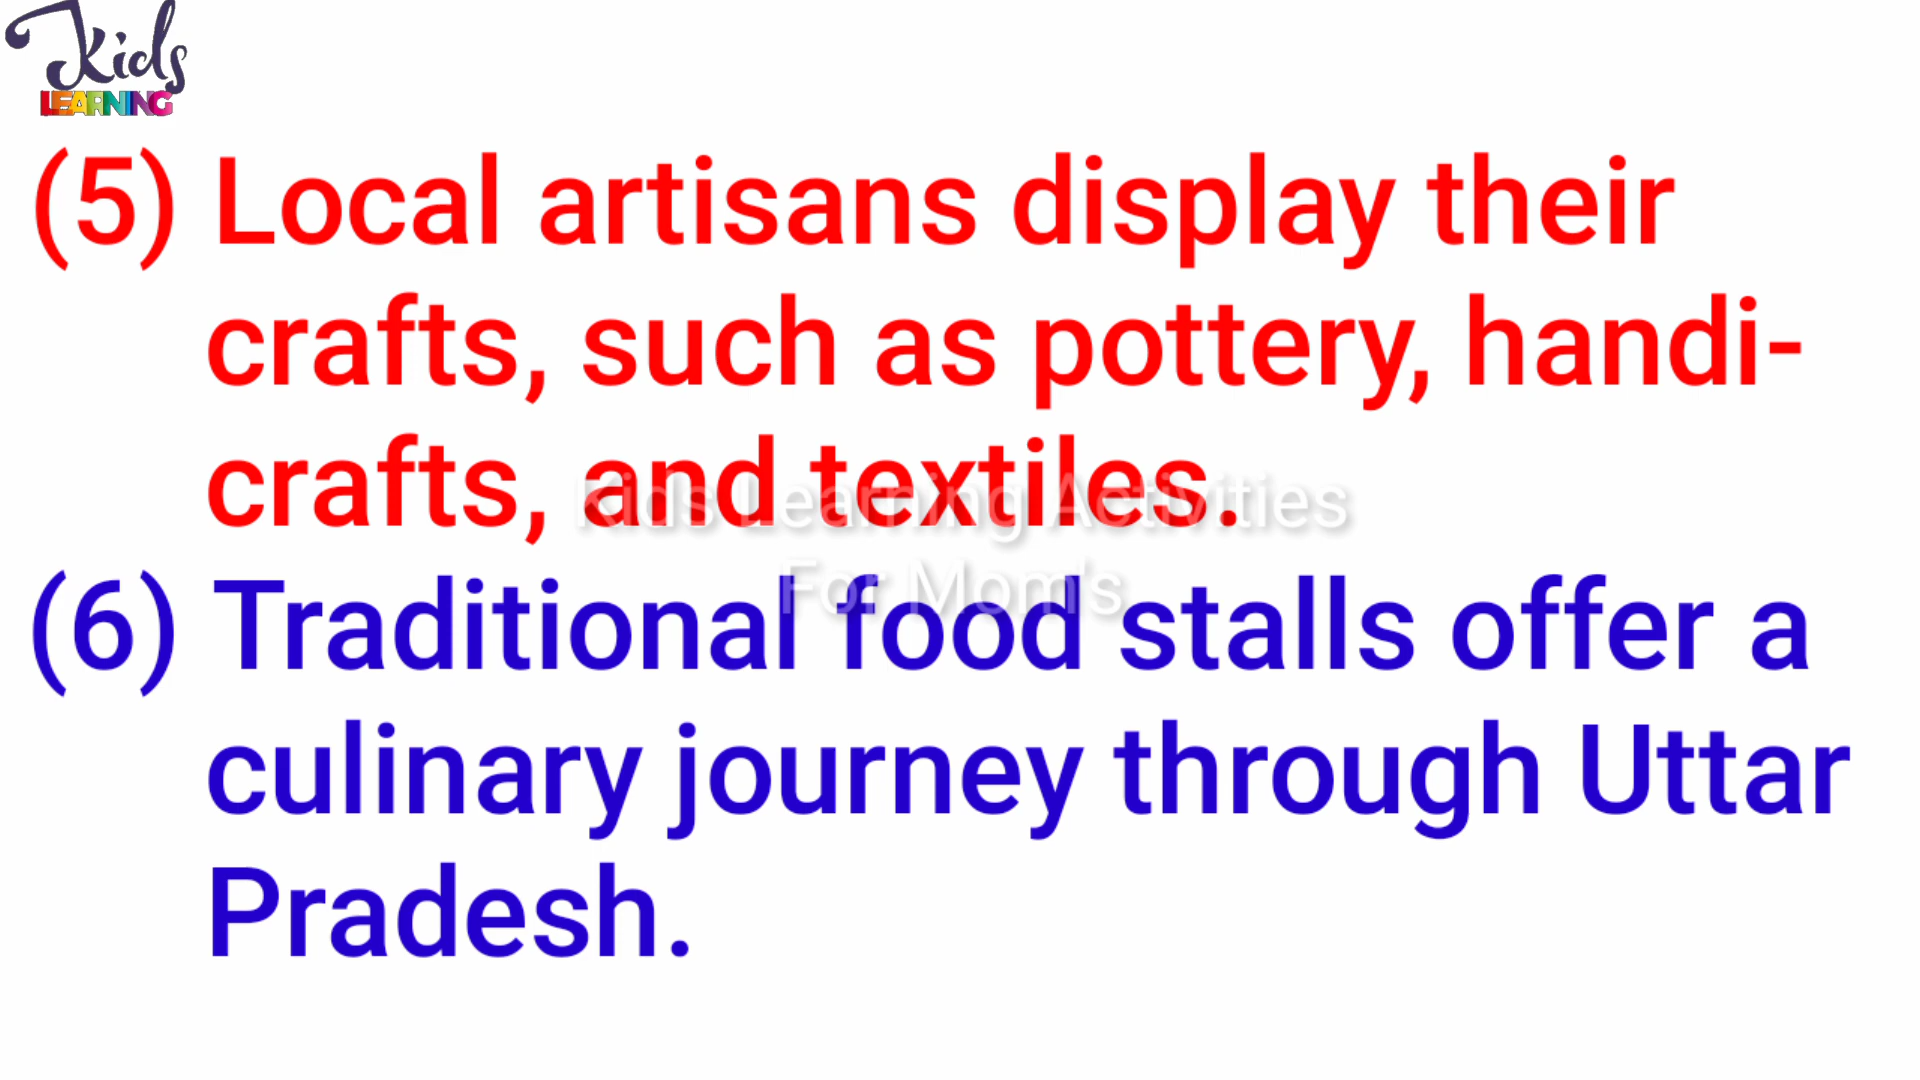 Kids
LEARNING
(5) Local artisans display their
crafts, such as pottery, handi-
crafts, and textiles.
Kids Learning Activities
For Mom's
(6) Traditional food stalls offer a
culinary journey through Uttar
Pradesh.